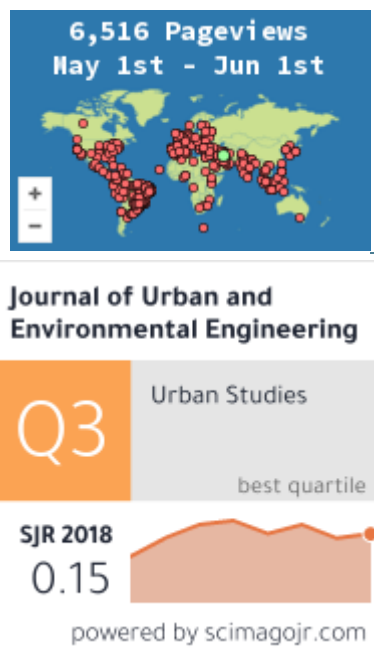 6,516 Pageviews
May 1st - Jun 1st
+
−
Journal of Urban and
Environmental Engineering
Q3
Urban Studies
best quartile
SJR 2018
0.15
powered by scimagojr.com